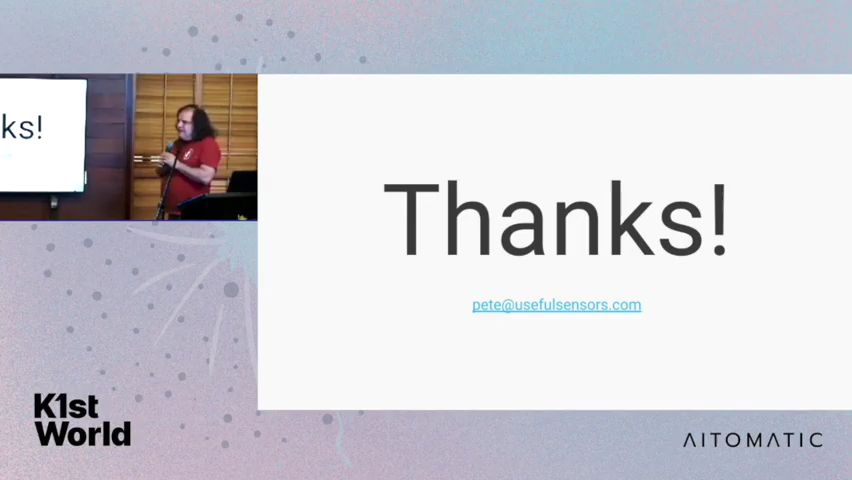 ks!
Thanks!
pete@usefulsensors.com
K1st
World
AITOMATIC